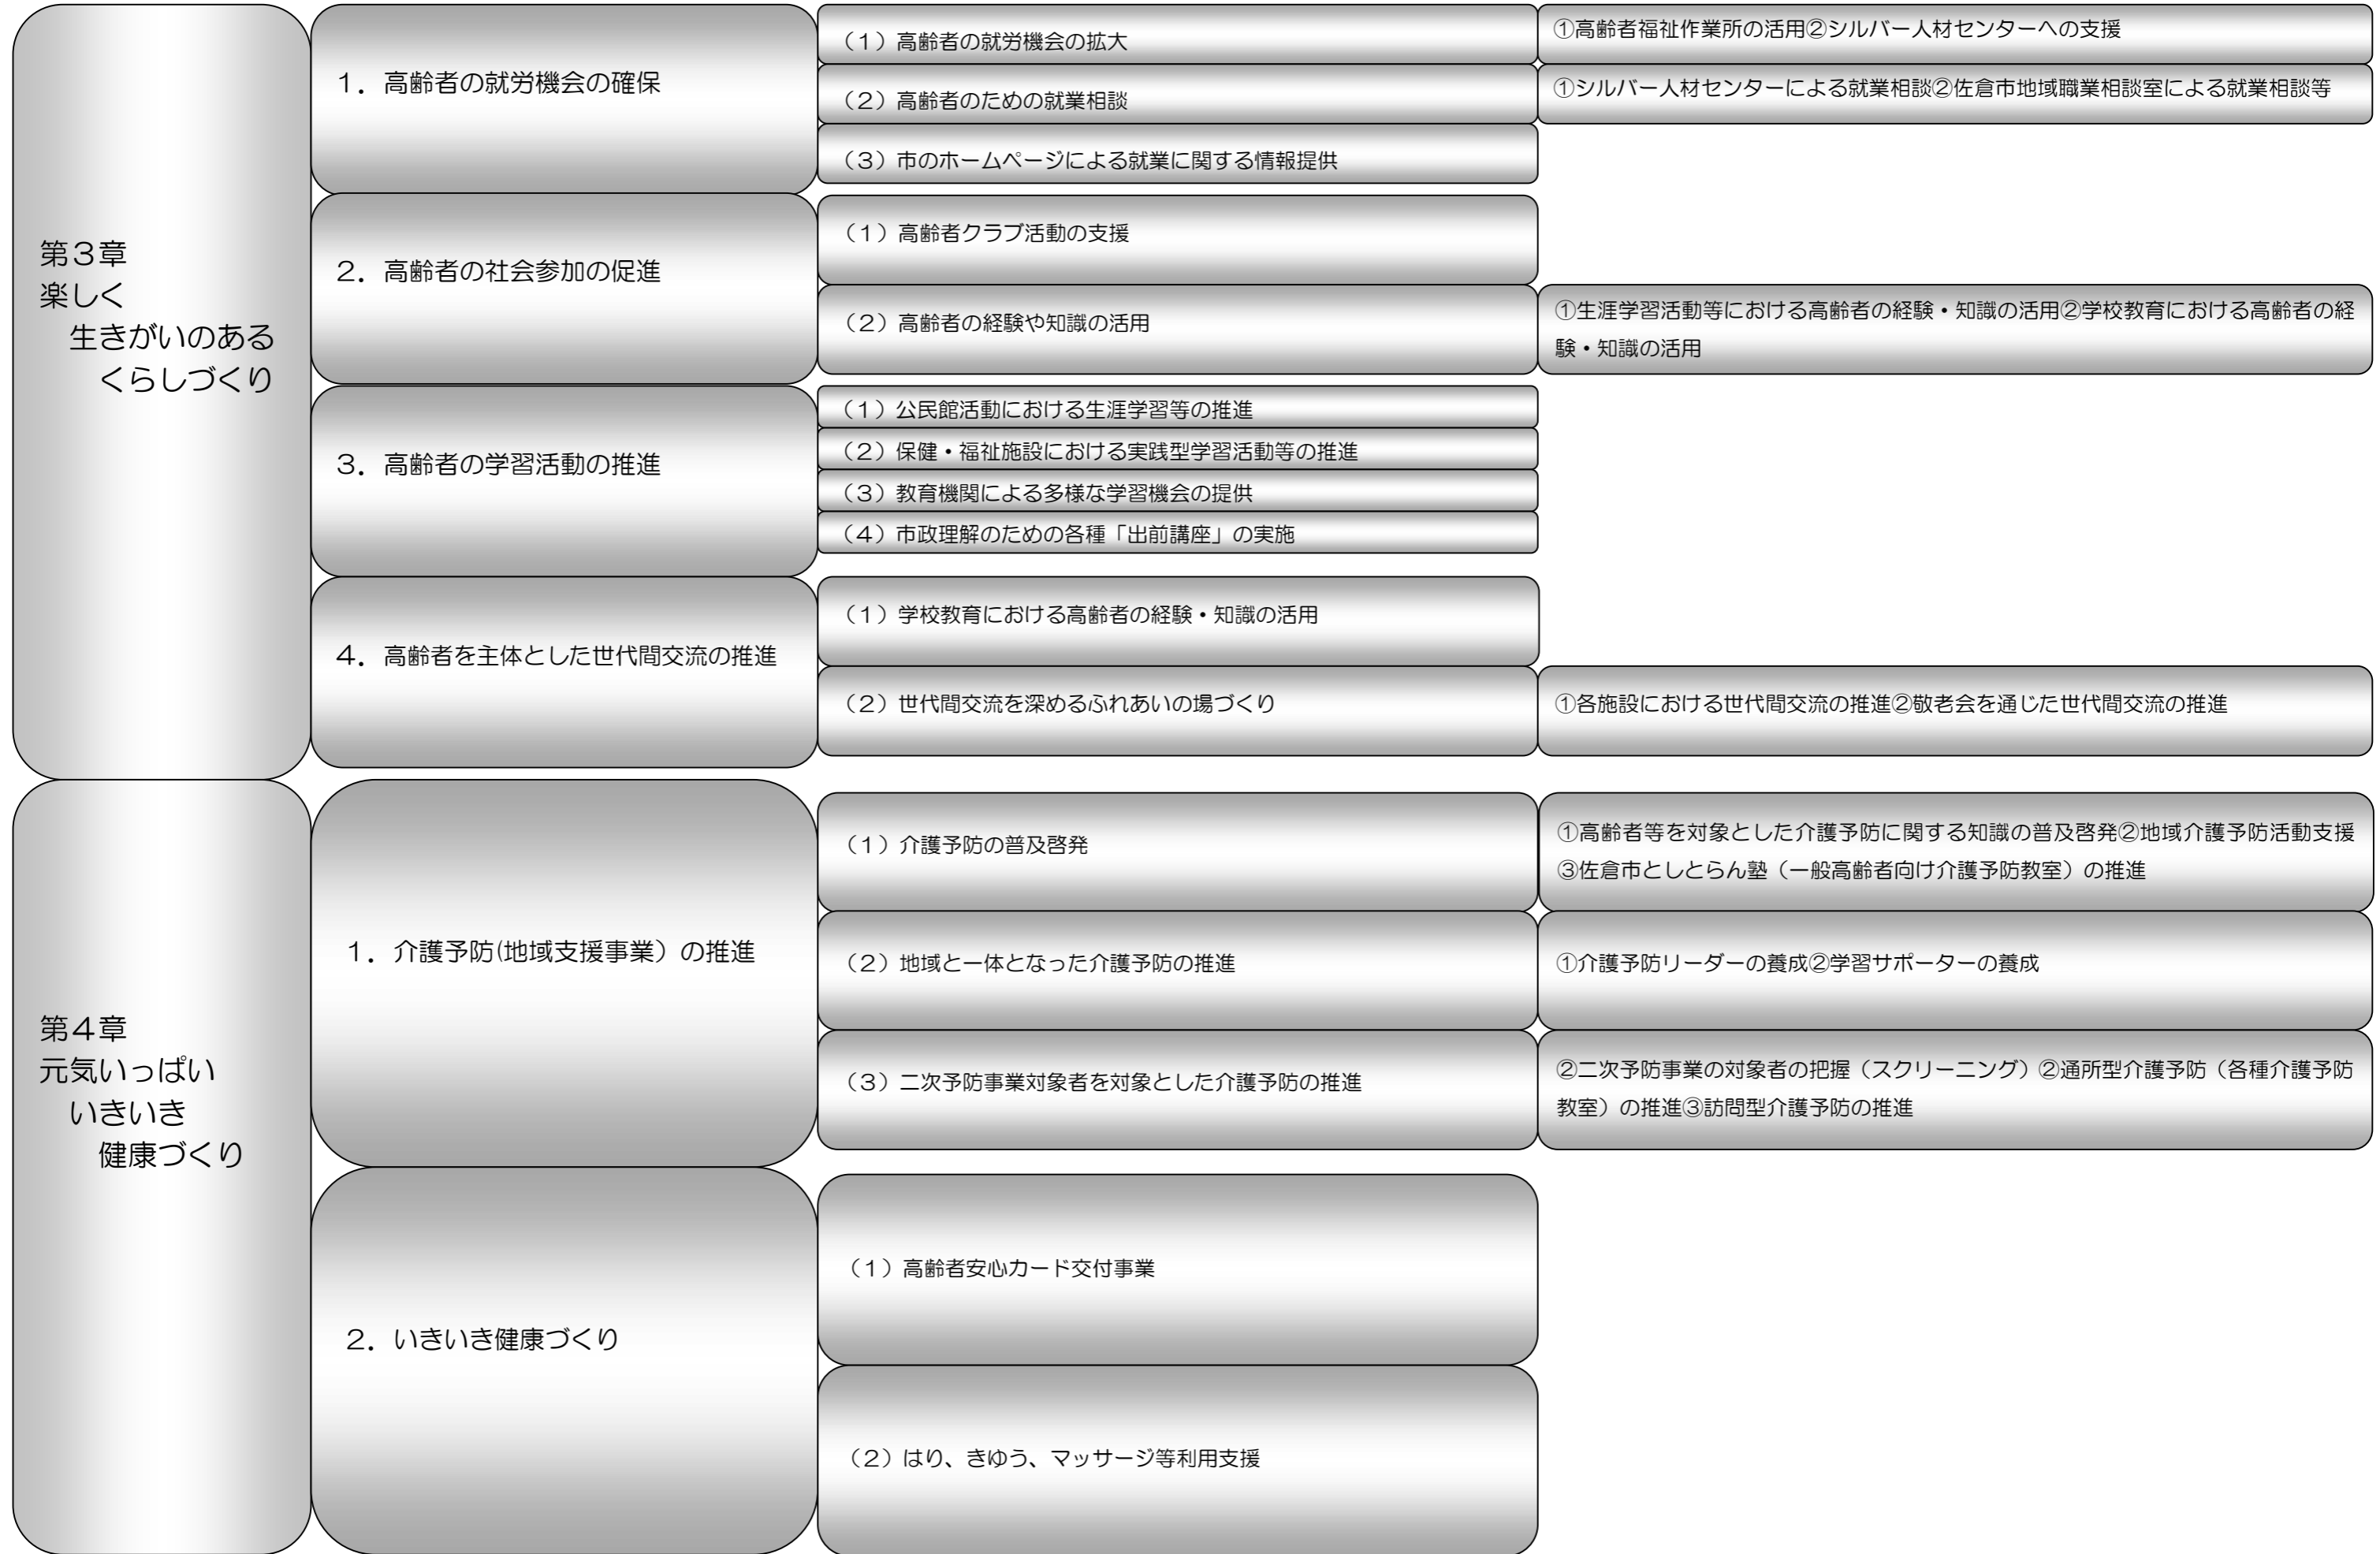 第３章
楽しく
生きがいのある
くらしづくり
１．高齢者の就労機会の確保
（１）高齢者の就労機会の拡大
①高齢者福祉作業所の活用②シルバー人材センターへの支援
（２）高齢者のための就業相談
①シルバー人材センターによる就業相談②佐倉市地域職業相談室による就業相談等
（３）市のホームページによる就業に関する情報提供
２．高齢者の社会参加の促進
（１）高齢者クラブ活動の支援
（２）高齢者の経験や知識の活用
①生涯学習活動等における高齢者の経験・知識の活用②学校教育における高齢者の経
験・知識の活用
３．高齢者の学習活動の推進
（１）公民館活動における生涯学習等の推進
（２）保健・福祉施設における実践型学習活動等の推進
（３）教育機関による多様な学習機会の提供
（４）市政理解のための各種「出前講座」の実施
４．高齢者を主体とした世代間交流の推進
（１）学校教育における高齢者の経験・知識の活用
（２）世代間交流を深めるふれあいの場づくり
①各施設における世代間交流の推進②敬老会を通じた世代間交流の推進
第４章
元気いっぱい
いきいき
健康づくり
１．介護予防(地域支援事業）の推進
（１）介護予防の普及啓発
①高齢者等を対象とした介護予防に関する知識の普及啓発②地域介護予防活動支援
③佐倉市としとらん塾（一般高齢者向け介護予防教室）の推進
（２）地域と一体となった介護予防の推進
①介護予防リーダーの養成②学習サポーターの養成
（３）二次予防事業対象者を対象とした介護予防の推進
②二次予防事業の対象者の把握（スクリーニング）②通所型介護予防（各種介護予防
教室）の推進③訪問型介護予防の推進
２．いきいき健康づくり
（１）高齢者安心カード交付事業
（２）はり、きゆう、マッサージ等利用支援